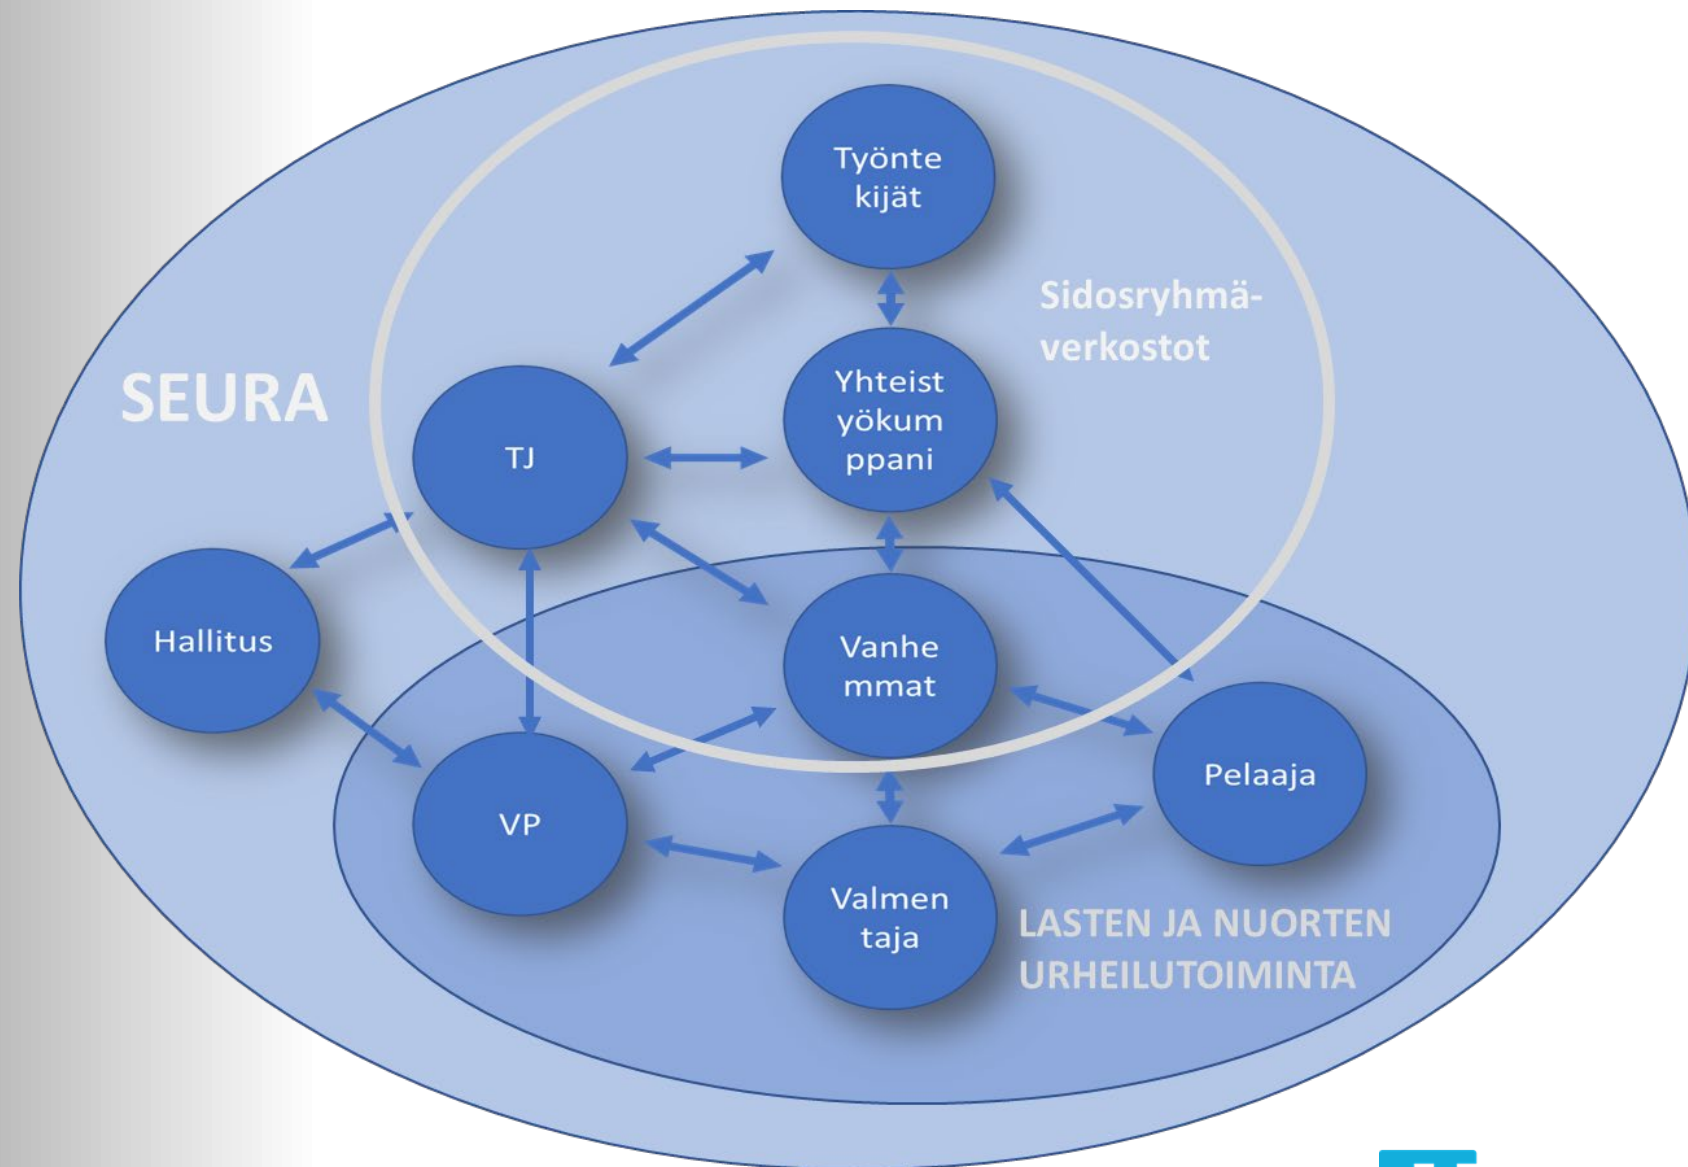 Työnte
kijät
Sidosryhmä-
verkostot
Yhteist
yökum
ppani
SEURA
TJ
Hallitus
Vanhe
mmat
Pelaaja
VP
Valmen
taja
LASTEN JA NUORTEN
URHEILUTOIMINTA